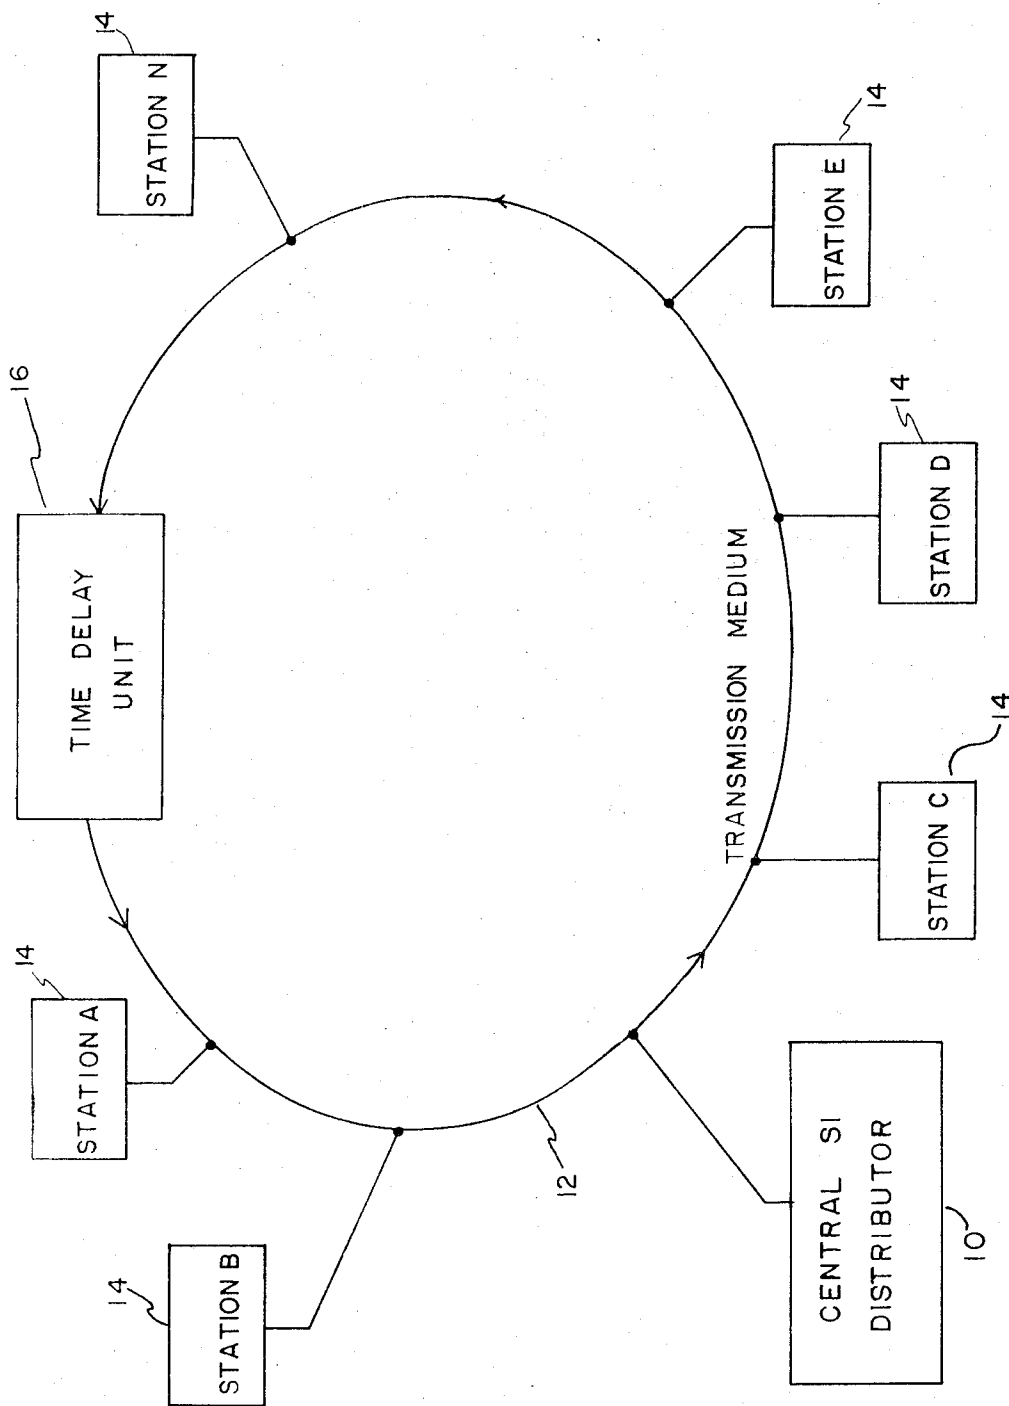 14
STATION N
14
STATION E
16
TIME DELAY
UNIT
14
STATION D
TRANSMISSION MEDIUM
14
STATION C
14
STATION A
12
14
STATION B
CENTRAL SI
DISTRIBUTOR
10